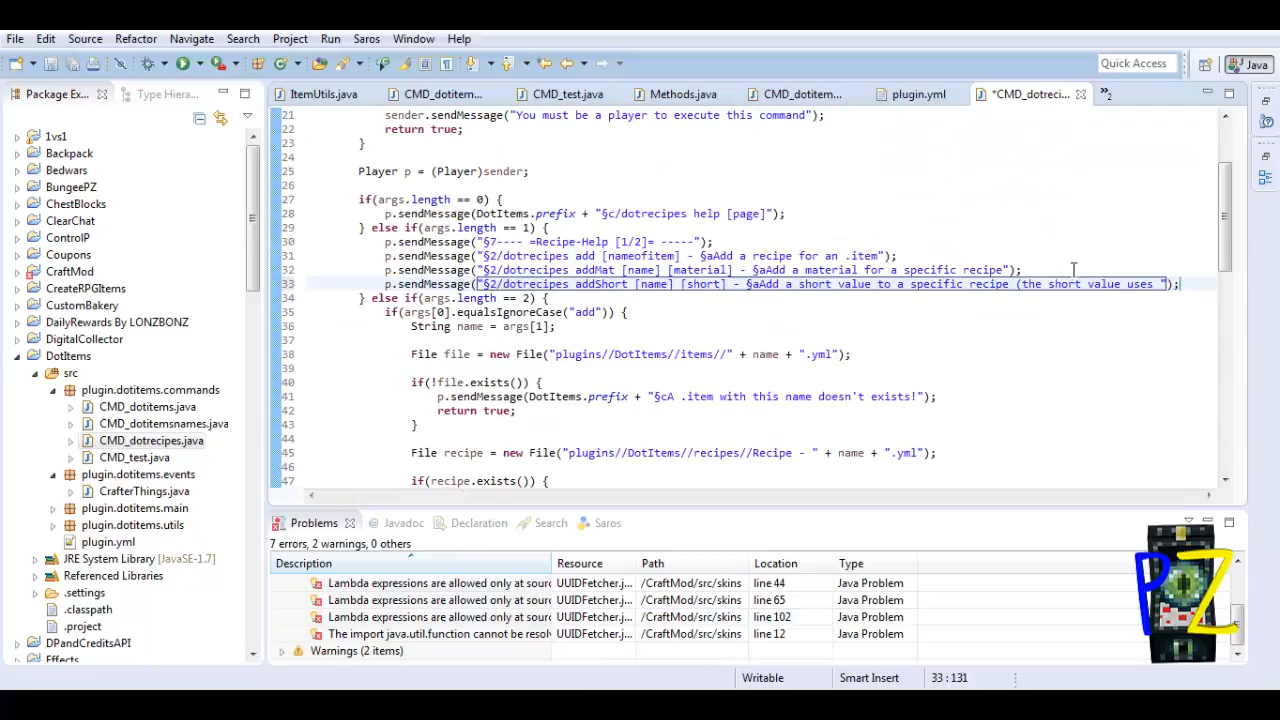 File Edit Source Refactor Navigate Search Project Run Saros Window Help
Quick Access Java
Package Ex... Type Hiera...
ItemUtils.java CMD_dotitem... CMD_test.java Methods.java CMD_dotitem... plugin.yml *CMD_dotreci... »2
1vs1
Backpack
Bedwars
BungeePZ
ChestBlocks
ClearChat
ControlP
Coupons
CraftMod
CreateRPGItems
CustomBakery
DailyRewards By LONZBONZ
DigitalCollector
DotItems
src
plugin.dotitems.commands
CMD_dotitems.java
CMD_dotitemsnames.java
CMD_dotrecipes.java
CMD_test.java
plugin.dotitems.events
CrafterThings.java
plugin.dotitems.main
plugin.dotitems.utils
plugin.yml
JRE System Library [JavaSE-1.7]
Referenced Libraries
.settings
.classpath
.project
DPandCreditsAPI
Effects
21 sender.sendMessage("You must be a player to execute this command");
22 return true;
23 }
24
25 Player p = (Player)sender;
26
27 if(args.length == 0) {
28 p.sendMessage(DotItems.prefix + "§c/dotrecipes help [page]");
29 } else if(args.length == 1) {
30 p.sendMessage("§7---- =Recipe-Help [1/2]= -----");
31 p.sendMessage("§2/dotrecipes add [nameofitem] - §aAdd a recipe for an .item");
32 p.sendMessage("§2/dotrecipes addMat [name] [material] - §aAdd a material for a specific recipe");
33 p.sendMessage("§2/dotrecipes addShort [name] [short] - §aAdd a short value to a specific recipe (the short value uses ");
34 } else if(args.length == 2) {
35 if(args[0].equalsIgnoreCase("add")) {
36 String name = args[1];
37
38 File file = new File("plugins//DotItems//items//" + name + ".yml");
39
40 if(!file.exists()) {
41 p.sendMessage(DotItems.prefix + "§cA .item with this name doesn't exists!");
42 return true;
43 }
44
45 File recipe = new File("plugins//DotItems//recipes//Recipe - " + name + ".yml");
46
47 if(recipe.exists()) {
Problems Javadoc Declaration Search Saros
7 errors, 2 warnings, 0 others
Description Resource Path Location Type
Lambda expressions are allowed only at sourc UUIDFetcher.j... /CraftMod/src/skins line 44 Java Problem
Lambda expressions are allowed only at sourc UUIDFetcher.j... /CraftMod/src/skins line 65 Java Problem
Lambda expressions are allowed only at sourc UUIDFetcher.j... /CraftMod/src/skins line 102 Java Problem
The import java.util.function cannot be resolv UUIDFetcher.j... /CraftMod/src/skins line 12 Java Problem
Warnings (2 items)
PZ
Writable Smart Insert 33 : 131